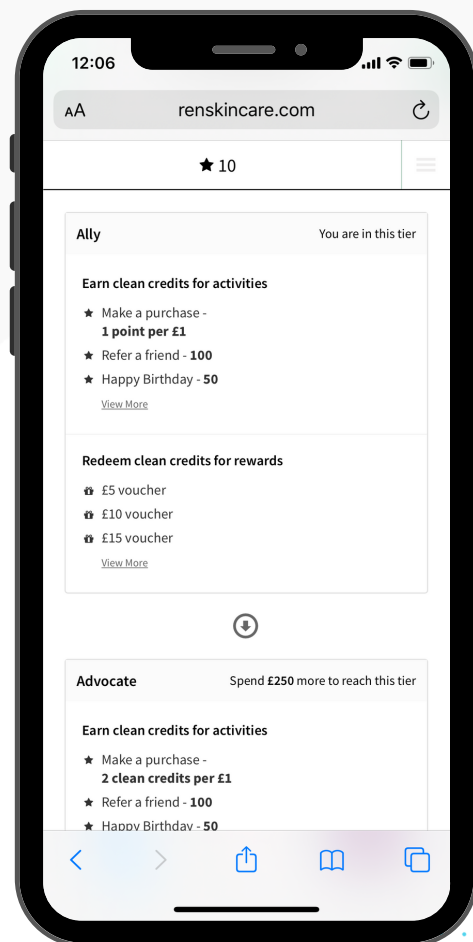 12:06
AA renskincare.com
★ 10
Ally You are in this tier
Earn clean credits for activities
Make a purchase -
1 point per £1
Refer a friend - 100
Happy Birthday - 50
View More
Redeem clean credits for rewards
£5 voucher
£10 voucher
£15 voucher
View More
Advocate Spend £250 more to reach this tier
Earn clean credits for activities
Make a purchase -
2 clean credits per £1
Refer a friend - 100
Happy Birthday - 50